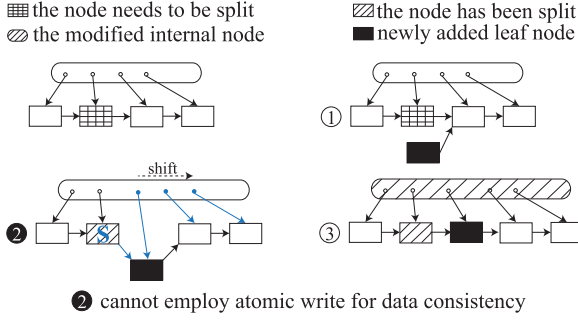 the node needs to be split
the modified internal node
the node has been split
newly added leaf node
①
shift
❷
S
③
❷ cannot employ atomic write for data consistency